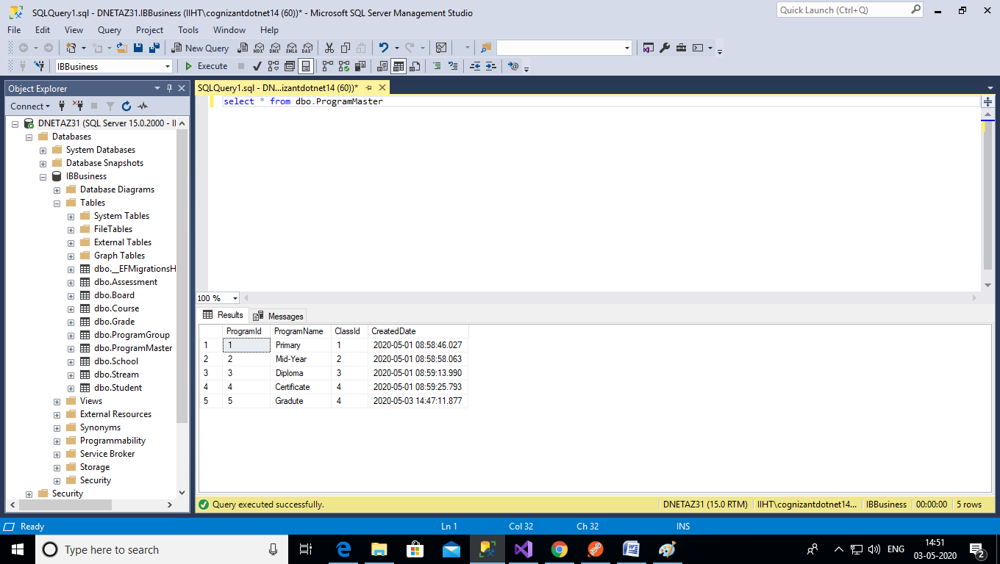 SQLQuery1.sql - DNETAZ31.IBBusiness (IIHT\cognizantdotnet14 (60))* - Microsoft SQL Server Management Studio
Quick Launch (Ctrl+Q)
File Edit View Query Project Tools Window Help
New Query MDX DMX XMLA DAX
IBBusiness Execute
Object Explorer
SQLQuery1.sql - DN...izantdotnet14 (60))*
Connect
select * from dbo.ProgramMaster
DNETAZ31 (SQL Server 15.0.2000 - II
Databases
System Databases
Database Snapshots
IBBusiness
Database Diagrams
Tables
System Tables
FileTables
External Tables
Graph Tables
dbo.__EFMigrationsH
dbo.Assessment
dbo.Board
dbo.Course
dbo.Grade
dbo.ProgramGroup
dbo.ProgramMaster
dbo.School
dbo.Stream
dbo.Student
Views
External Resources
Synonyms
Programmability
Service Broker
Storage
Security
Security
100 %
Results Messages
ProgramId ProgramName ClassId CreatedDate
1 1 Primary 1 2020-05-01 08:58:46.027
2 2 Mid-Year 2 2020-05-01 08:58:58.063
3 3 Diploma 3 2020-05-01 08:59:13.990
4 4 Certificate 4 2020-05-01 08:59:25.793
5 5 Gradute 4 2020-05-03 14:47:11.877
Query executed successfully. DNETAZ31 (15.0 RTM) IIHT\cognizantdotnet14... IBBusiness 00:00:00 5 rows
Ready Ln 1 Col 32 Ch 32 INS
Type here to search
ENG
14:51
03-05-2020
2